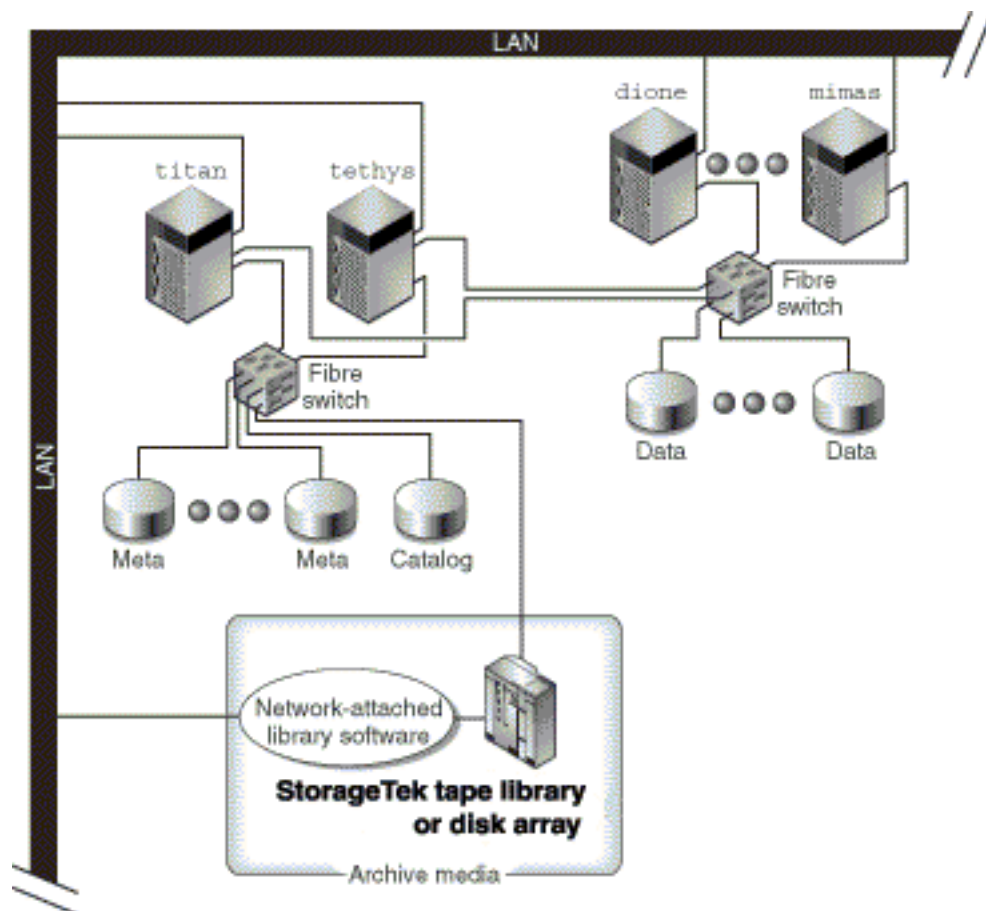 LAN
dione
mimas
titan
tethys
Fibre
switch
Fibre
switch
Data
Data
LAN
Meta
Meta
Catalog
Network-attached
library software
StorageTek tape library
or disk array
Archive media